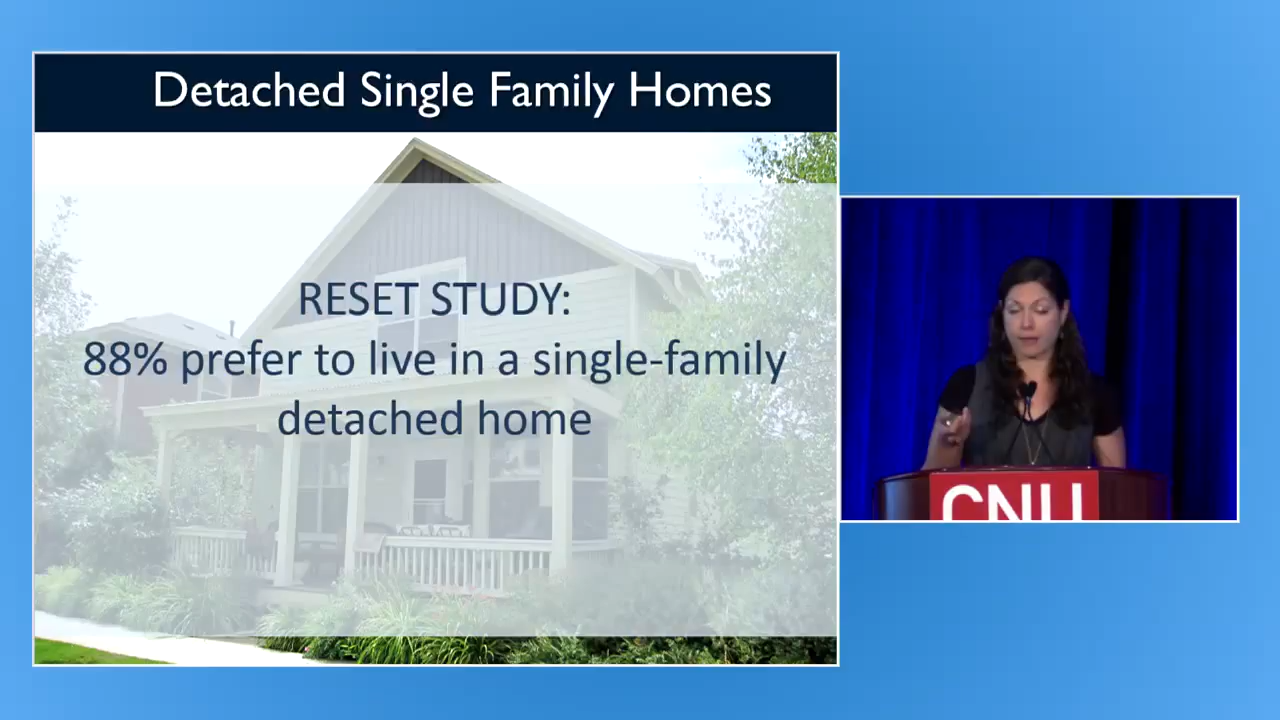 Detached Single Family Homes
RESET STUDY:
88% prefer to live in a single-family
detached home
CNU